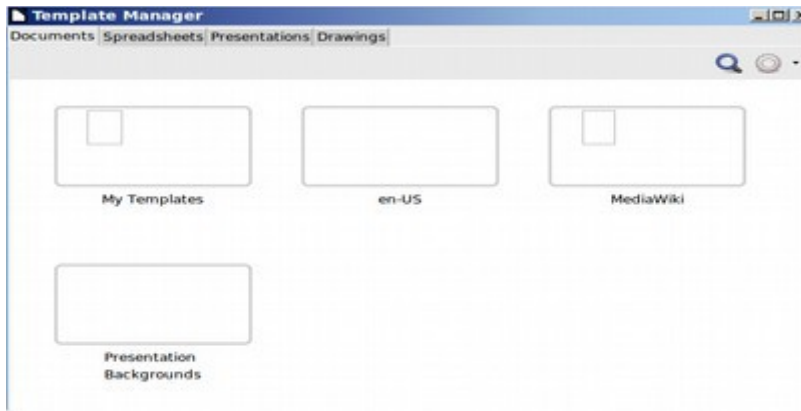 Template Manager
Documents Spreadsheets Presentations Drawings
My Templates en-US MediaWiki
Presentation
Backgrounds